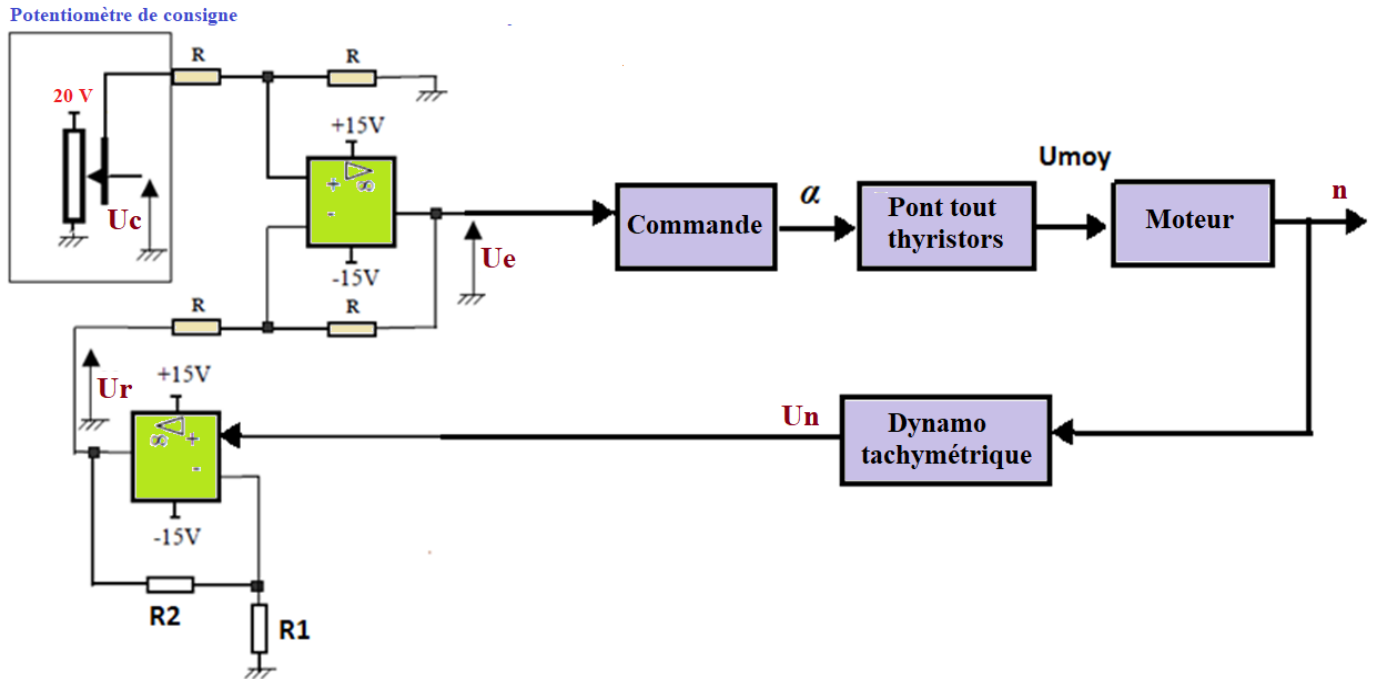 Potentiomètre de consigne
R
R
20 V
+15V
Umoy
▷∞
+
-
Uc
α
n
Commande
Pont tout
thyristors
Moteur
Ue
-15V
R
R
Ur
+15V
▷∞
+
-
Un
Dynamo
tachymétrique
-15V
R2
R1